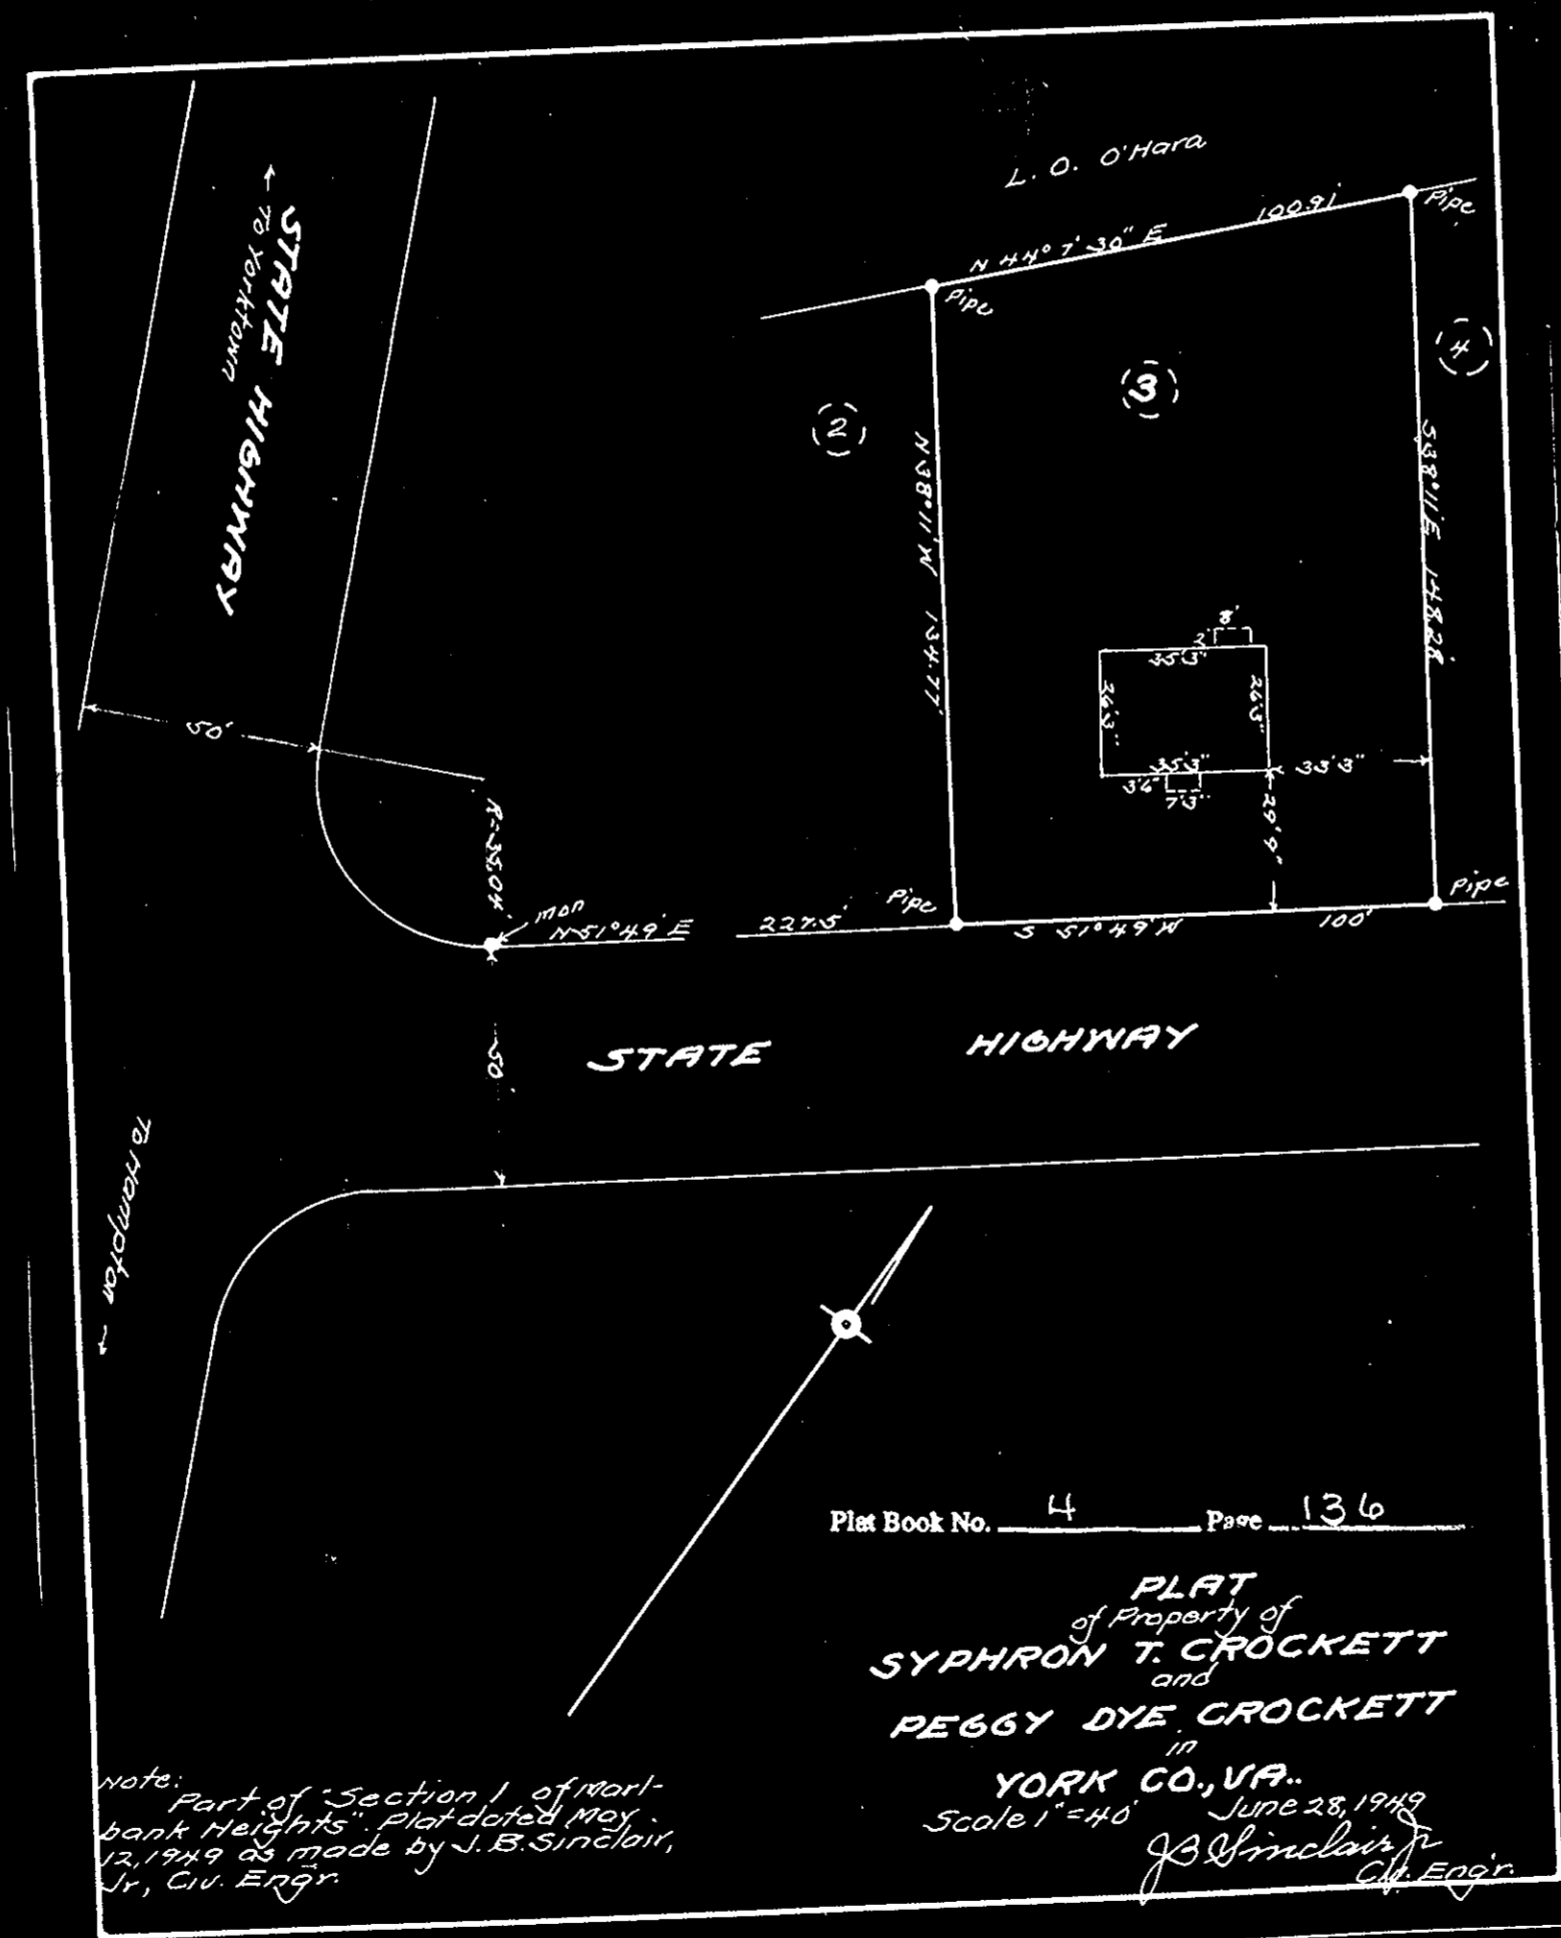 L. O. O'Hara
N 44° 7' 30" E
100.91'
Pipe
Pipe
STATE HIGHWAY
← To Yorktown
2
3
4
N 38° 11' W 134.77'
S 38° 11' E 148.28'
8'
2'
35'3"
26'3"
26'3"
35'3"
3'6"
7'3"
33'3"
29'9"
50'
R=35.04'
mon
N 51° 49' E
227.5'
Pipe
S 51° 49' W
100'
Pipe
50'
STATE HIGHWAY
To Hampton →
Plat Book No. 4 Page 136
PLAT
of Property of
SYPHRON T. CROCKETT
and
PEGGY DYE CROCKETT
in
YORK CO., VA..
Scale 1" = 40' June 28, 1949
JB Sinclair Jr
Civ. Eng'r.
Note:
Part of "Section 1 of Marl-
bank Heights". Plat dated May
12, 1949 as made by J.B. Sinclair,
Jr, Civ. Engr.